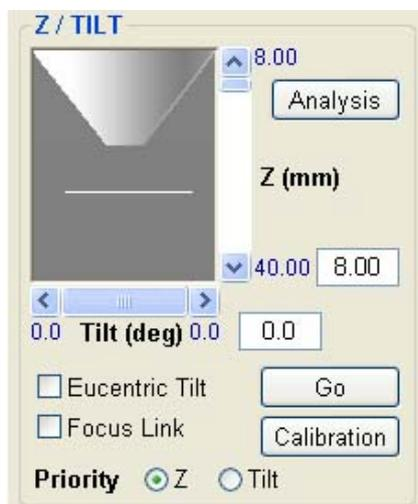 Z / TILT
8.00
Analysis
Z (mm)
40.00 8.00
0.0 Tilt (deg) 0.0 0.0
Eucentric Tilt Go
Focus Link Calibration
Priority Z Tilt